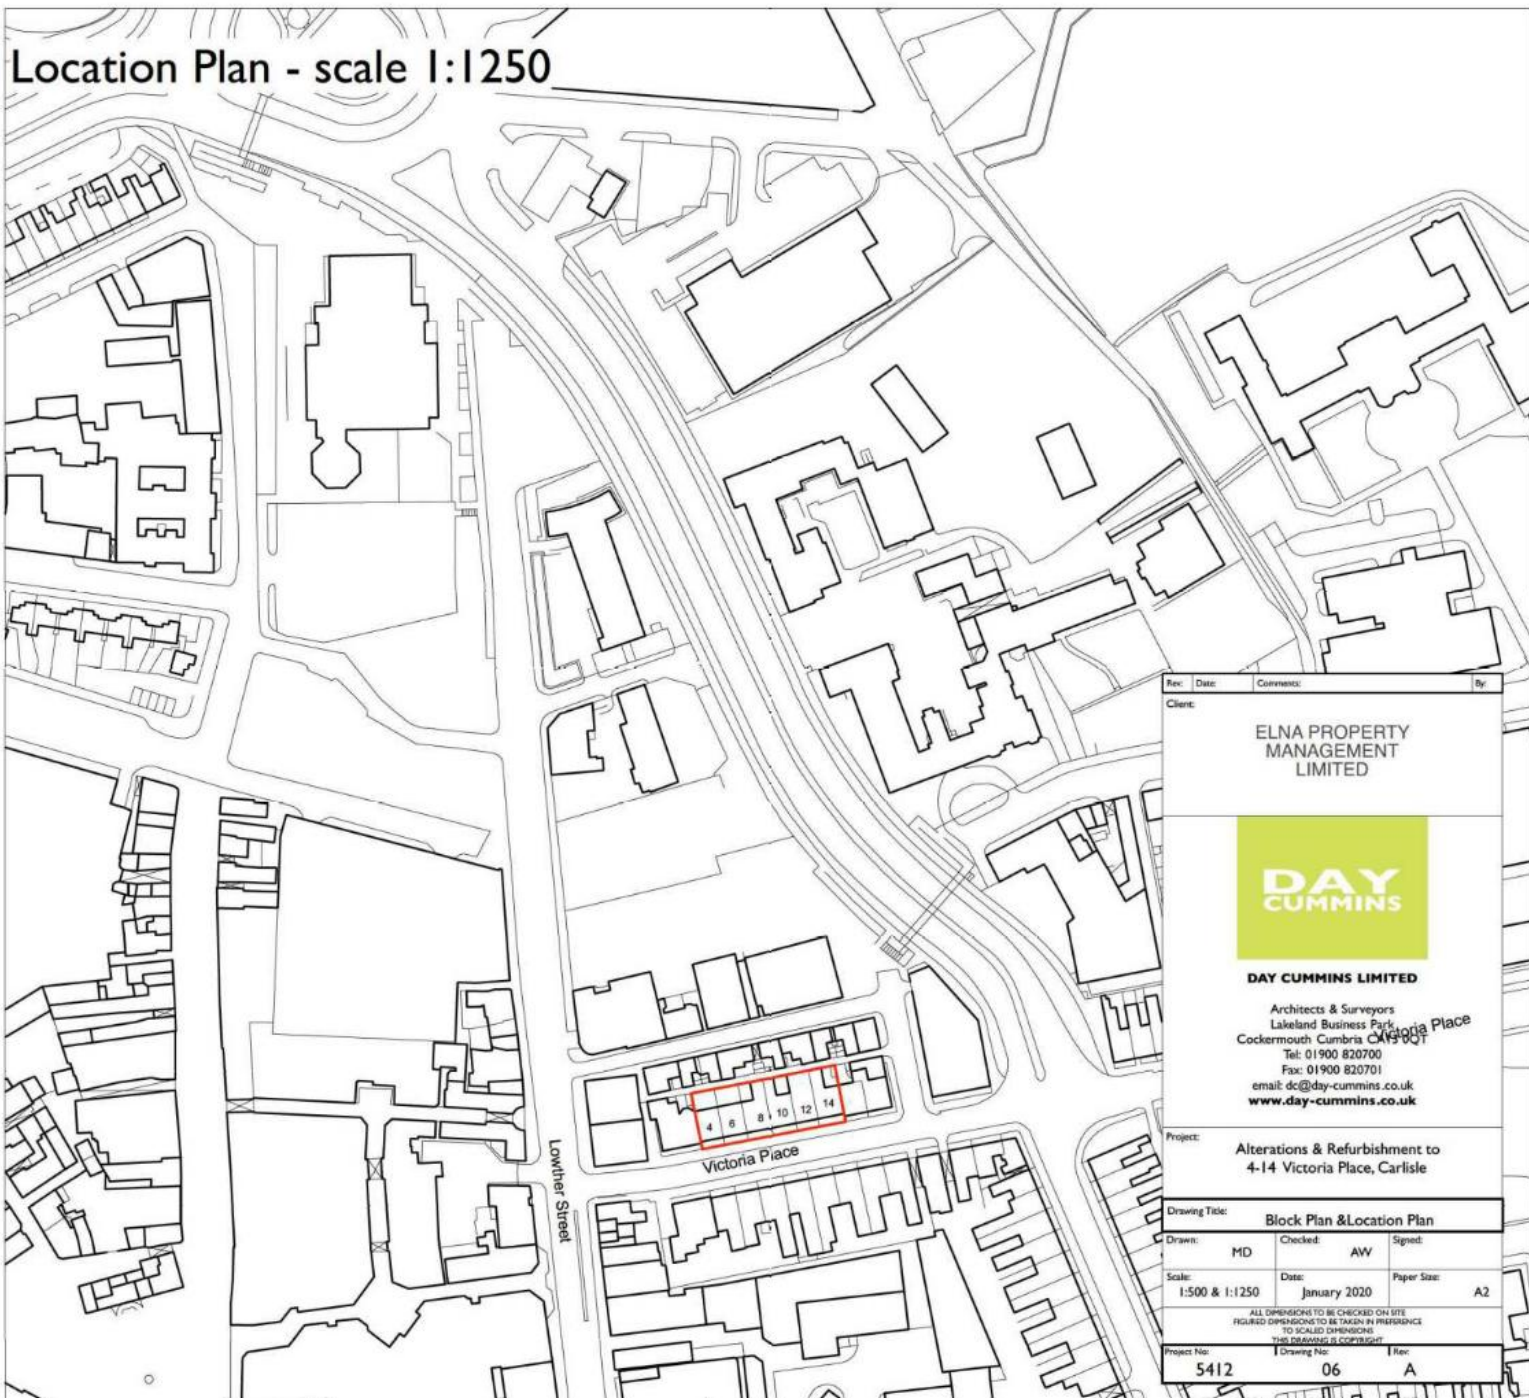 Location Plan - scale 1:1250
4 6 8 10 12 14
Victoria Place
Lowther Street
Rev: Date: Comments: By:
Client:
ELNA PROPERTY
MANAGEMENT
LIMITED
DAY
CUMMINS
DAY CUMMINS LIMITED
Architects & Surveyors
Lakeland Business Park
Victoria Place
Cockermouth Cumbria CA13 0QT
Tel: 01900 820700
Fax: 01900 820701
email: dc@day-cummins.co.uk
www.day-cummins.co.uk
Project:
Alterations & Refurbishment to
4-14 Victoria Place, Carlisle
Drawing Title:
Block Plan &Location Plan
Drawn: Checked: Signed:
MD AW
Scale: Date: Paper Size:
1:500 & 1:1250 January 2020 A2
ALL DIMENSIONS TO BE CHECKED ON SITE
FIGURED DIMENSIONS TO BE TAKEN IN PREFERENCE
TO SCALED DIMENSIONS
THIS DRAWING IS COPYRIGHT
Project No: Drawing No: Rev:
5412 06 A